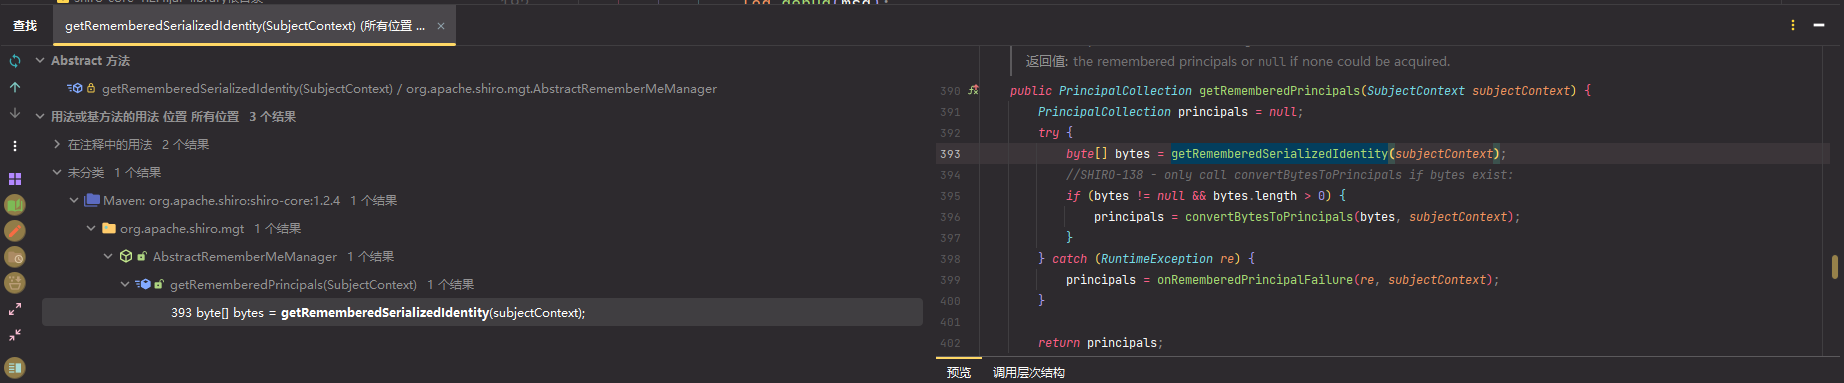 log.debug(msg);
查找
getRememberedSerializedIdentity(SubjectContext) (所有位置 ... ×
Abstract 方法
getRememberedSerializedIdentity(SubjectContext) / org.apache.shiro.mgt.AbstractRememberMeManager
用法或基方法的用法 位置 所有位置 3 个结果
在注释中的用法 2 个结果
未分类 1 个结果
Maven: org.apache.shiro:shiro-core:1.2.4 1 个结果
org.apache.shiro.mgt 1 个结果
AbstractRememberMeManager 1 个结果
getRememberedPrincipals(SubjectContext) 1 个结果
393 byte[] bytes = getRememberedSerializedIdentity(subjectContext);
返回值: the remembered principals or null if none could be acquired.
390 public PrincipalCollection getRememberedPrincipals(SubjectContext subjectContext) {
391 PrincipalCollection principals = null;
392 try {
393 byte[] bytes = getRememberedSerializedIdentity(subjectContext);
394 //SHIRO-138 - only call convertBytesToPrincipals if bytes exist:
395 if (bytes != null && bytes.length > 0) {
396 principals = convertBytesToPrincipals(bytes, subjectContext);
397 }
398 } catch (RuntimeException re) {
399 principals = onRememberedPrincipalFailure(re, subjectContext);
400 }
401
402 return principals;
预览 调用层次结构